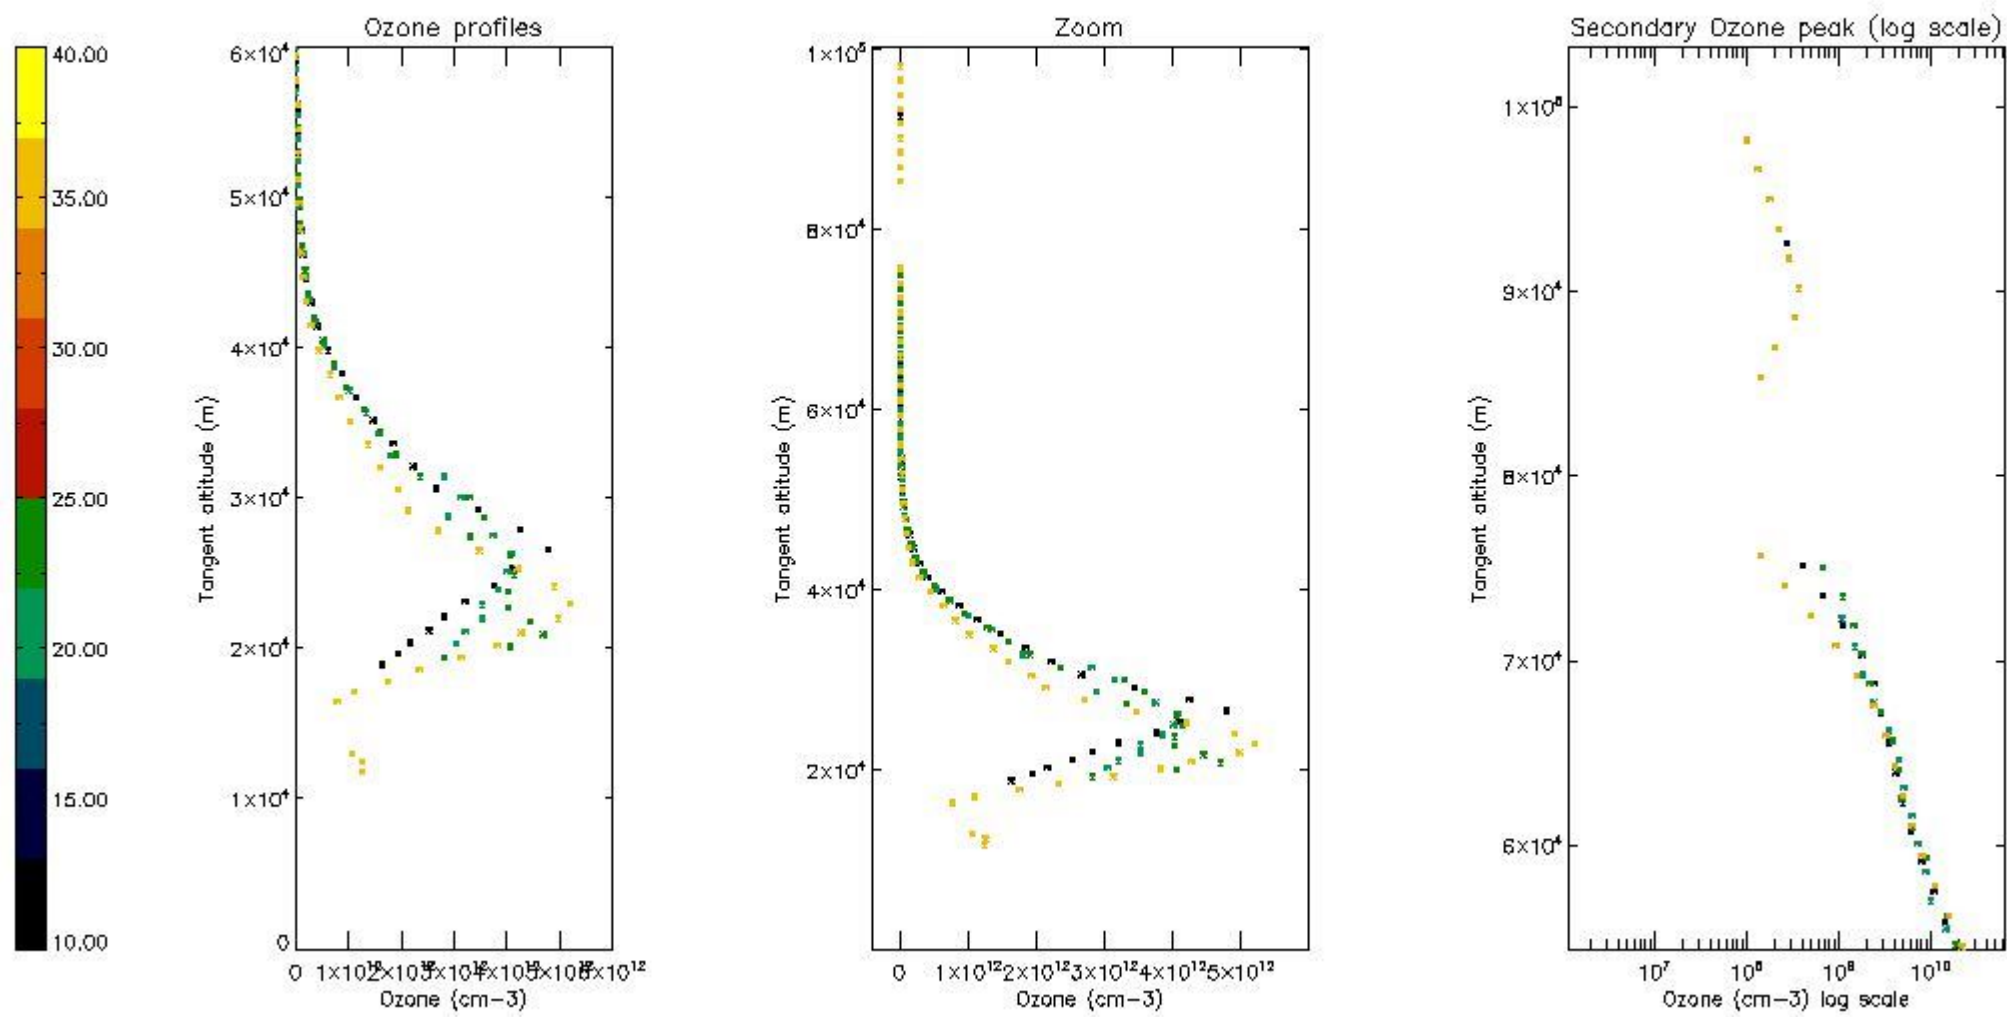 Ozone profiles
Zoom
Secondary Ozone peak (log scale)
40.00
35.00
30.00
25.00
20.00
15.00
10.00
6×10⁴
5×10⁴
4×10⁴
3×10⁴
2×10⁴
1×10⁴
0
Tangent altitude (m)
0 1×10¹²
Ozone (cm-3)
1×10⁵
8×10⁴
6×10⁴
4×10⁴
2×10⁴
Tangent altitude (m)
0 1×10¹² 2×10¹² 3×10¹² 4×10¹² 5×10¹²
Ozone (cm-3)
9×10⁴
8×10⁴
7×10⁴
6×10⁴
Tangent altitude (m)
10⁷ 10⁸ 10⁹ 10¹⁰
Ozone (cm-3) log scale